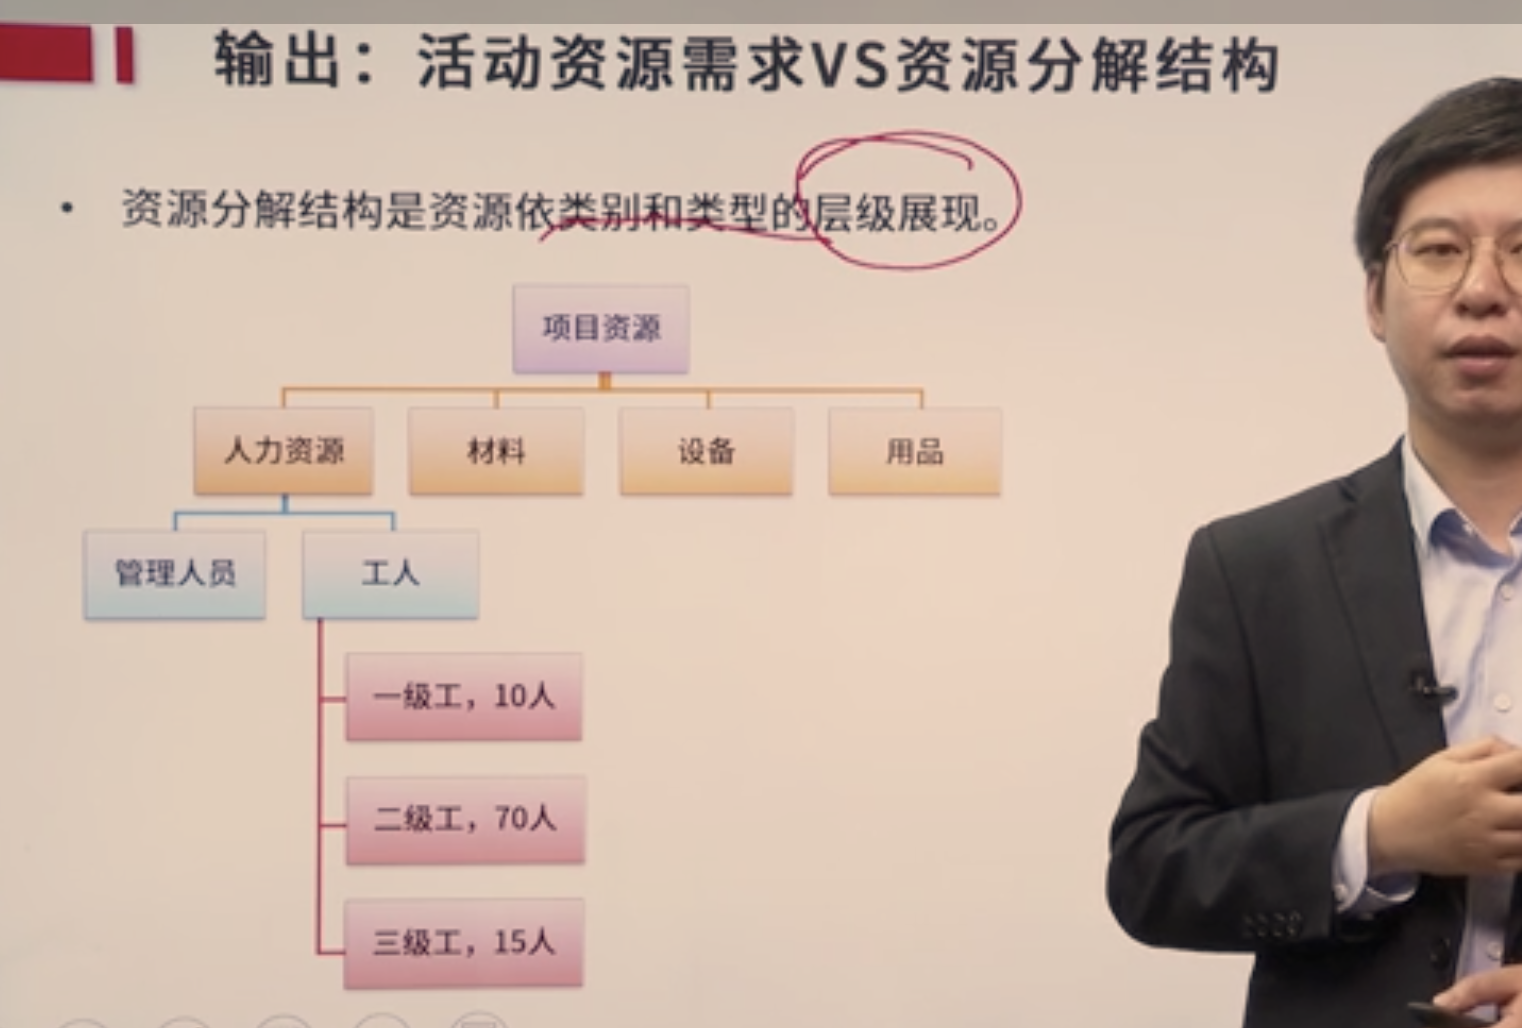 输出：活动资源需求VS资源分解结构
• 资源分解结构是资源依类别和类型的层级展现。
项目资源
人力资源
材料
设备
用品
管理人员
工人
一级工，10人
二级工，70人
三级工，15人